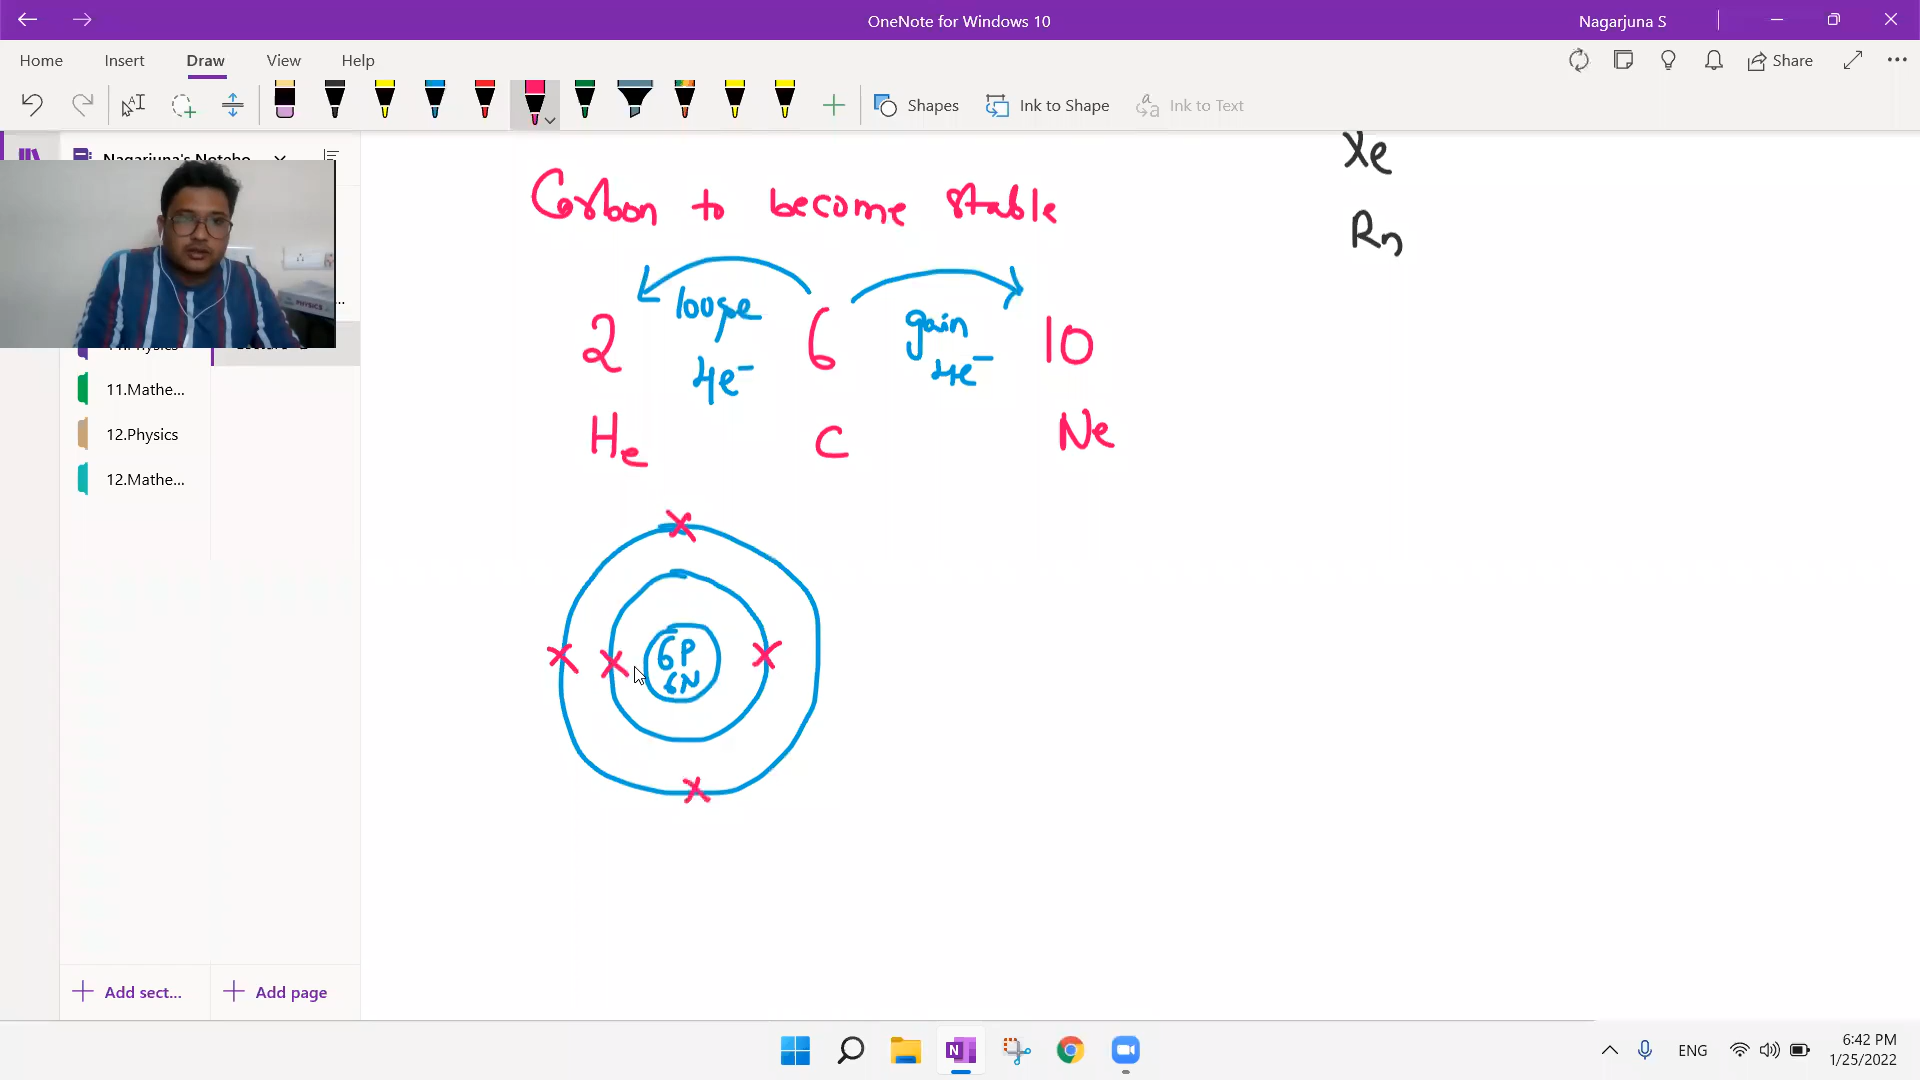 OneNote for Windows 10
Nagarjuna S
Home Insert Draw View Help
Share
Shapes Ink to Shape Ink to Text
Nagarjuna's Notebo
11.Mathe...
12.Physics
12.Mathe...
Carbon to become stable
Xe
Rn
loose gain
2 6 10
4e⁻ 4e⁻
He C Ne
6P
6N
Add sect... Add page
ENG
6:42 PM
1/25/2022